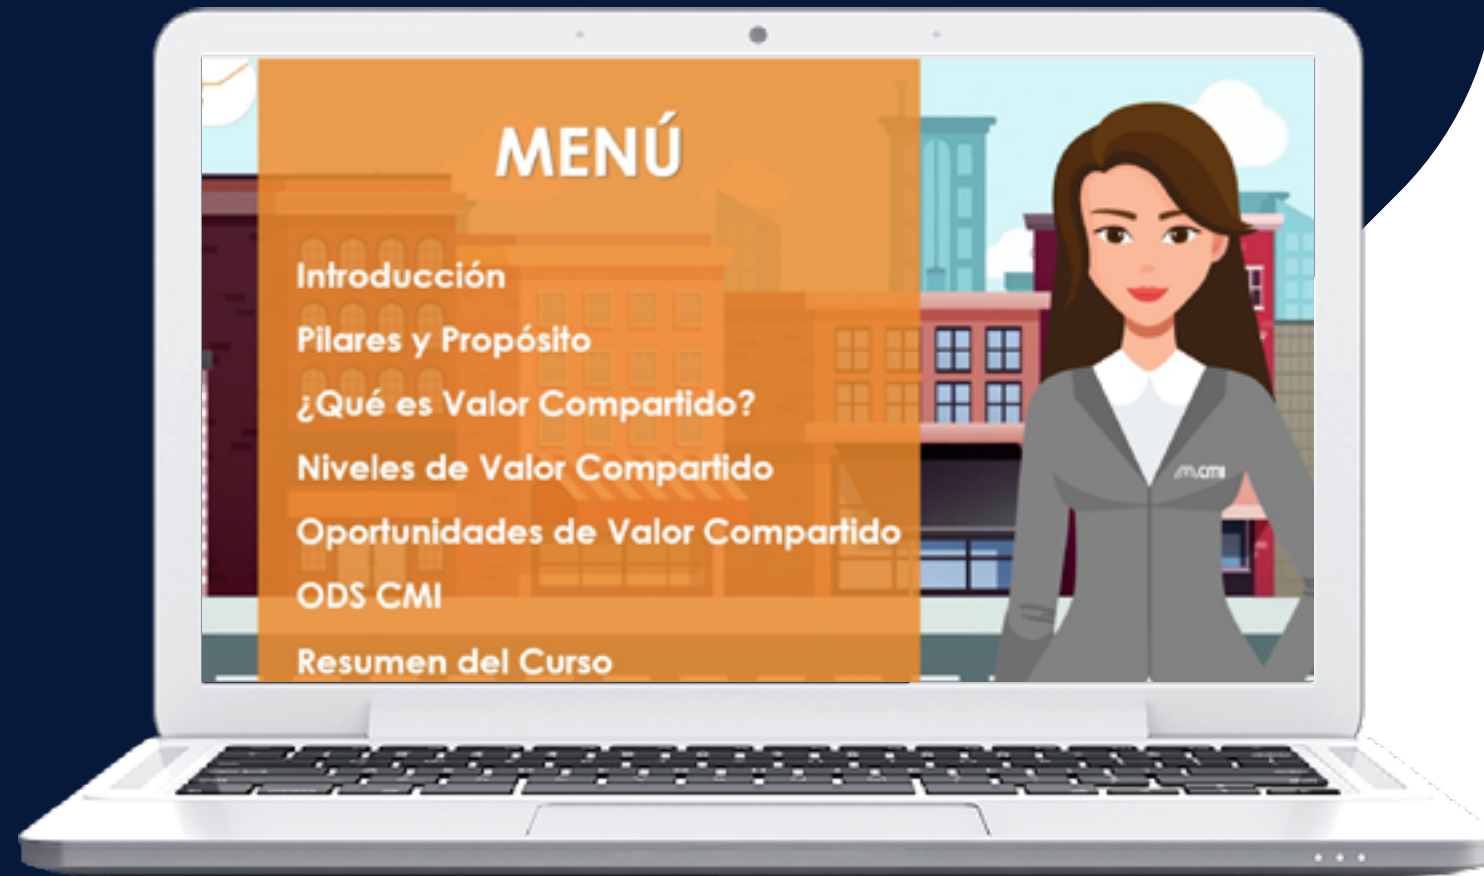 MENÚ
Introducción
Pilares y Propósito
¿Qué es Valor Compartido?
Niveles de Valor Compartido
Oportunidades de Valor Compartido
ODS CMI
Resumen del Curso
cmi